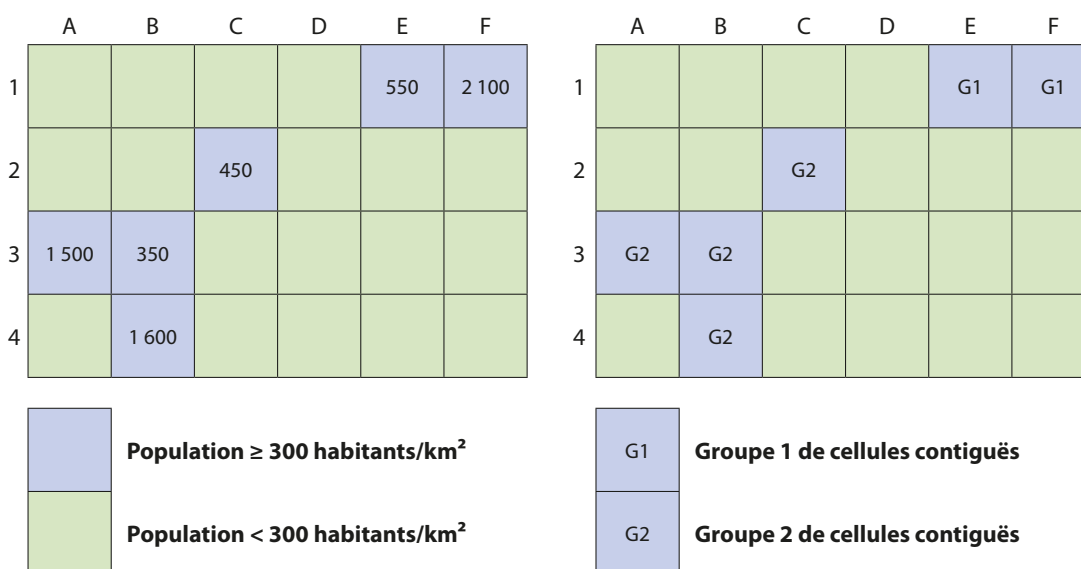 A B C D E F
1 550 2 100
2 450
3 1 500 350
4 1 600
Population ≥ 300 habitants/km²
Population < 300 habitants/km²
A B C D E F
1 G1 G1
2 G2
3 G2 G2
4 G2
G1 Groupe 1 de cellules contiguës
G2 Groupe 2 de cellules contiguës